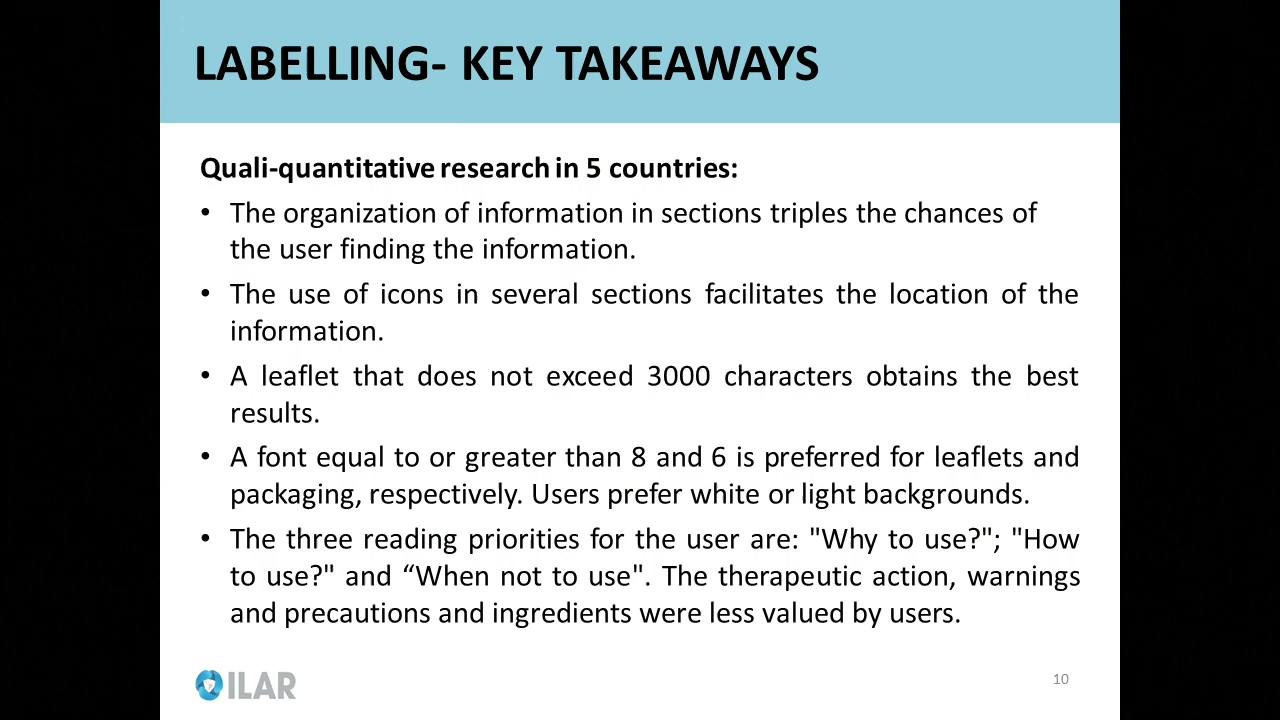 LABELLING- KEY TAKEAWAYS
Quali-quantitative research in 5 countries:
• The organization of information in sections triples the chances of
the user finding the information.
• The use of icons in several sections facilitates the location of the
information.
• A leaflet that does not exceed 3000 characters obtains the best
results.
• A font equal to or greater than 8 and 6 is preferred for leaflets and
packaging, respectively. Users prefer white or light backgrounds.
• The three reading priorities for the user are: "Why to use?"; "How
to use?" and “When not to use". The therapeutic action, warnings
and precautions and ingredients were less valued by users.
ILAR
10